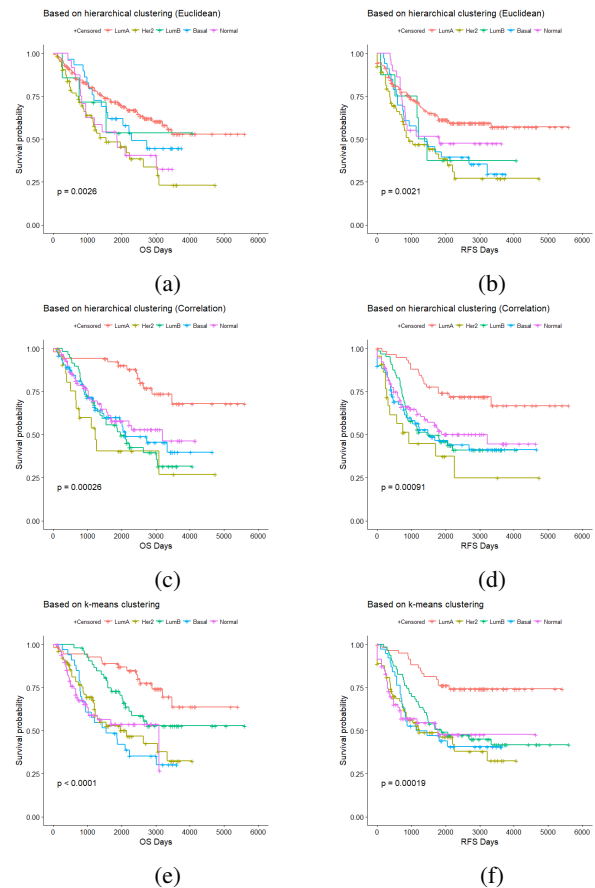 Based on hierarchical clustering (Euclidean)
+Censored LumA Her2 LumB Basal Normal
Survival probability
1.00
0.75
0.50
0.25
0.00
p = 0.0026
0 1000 2000 3000 4000 5000 6000
OS Days
(a)
Based on hierarchical clustering (Euclidean)
+Censored LumA Her2 LumB Basal Normal
Survival probability
1.00
0.75
0.50
0.25
0.00
p = 0.0021
0 1000 2000 3000 4000 5000 6000
RFS Days
(b)
Based on hierarchical clustering (Correlation)
+Censored LumA Her2 LumB Basal Normal
Survival probability
1.00
0.75
0.50
0.25
0.00
p = 0.00026
0 1000 2000 3000 4000 5000 6000
OS Days
(c)
Based on hierarchical clustering (Correlation)
+Censored LumA Her2 LumB Basal Normal
Survival probability
1.00
0.75
0.50
0.25
0.00
p = 0.00091
0 1000 2000 3000 4000 5000 6000
RFS Days
(d)
Based on k-means clustering
+Censored LumA Her2 LumB Basal Normal
Survival probability
1.00
0.75
0.50
0.25
0.00
p < 0.0001
0 1000 2000 3000 4000 5000 6000
OS Days
(e)
Based on k-means clustering
+Censored LumA Her2 LumB Basal Normal
Survival probability
1.00
0.75
0.50
0.25
0.00
p = 0.00019
0 1000 2000 3000 4000 5000 6000
RFS Days
(f)